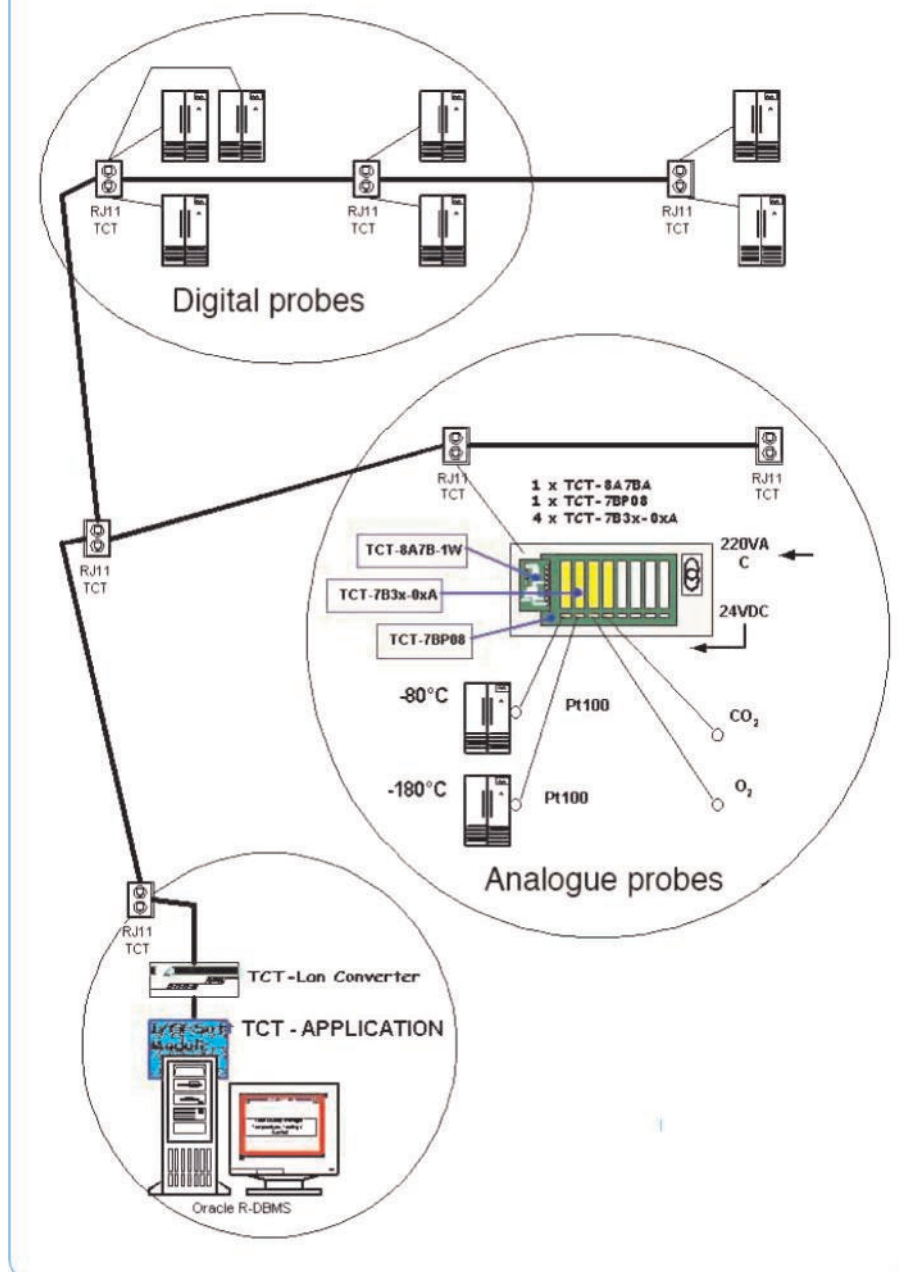 RJ11
TCT
RJ11
TCT
RJ11
TCT
Digital probes
RJ11
TCT
RJ11
TCT
RJ11
TCT
1 x TCT-8A7BA
1 x TCT-7BP08
4 x TCT-7B3x-0xA
TCT-8A7B-1W
TCT-7B3x-0xA
TCT-7BP08
220VA
C
24VDC
-80°C
Pt100
CO₂
-180°C
Pt100
O₂
Analogue probes
RJ11
TCT
TCT-Lon Converter
TCT - APPLICATION
Oracle R-DBMS